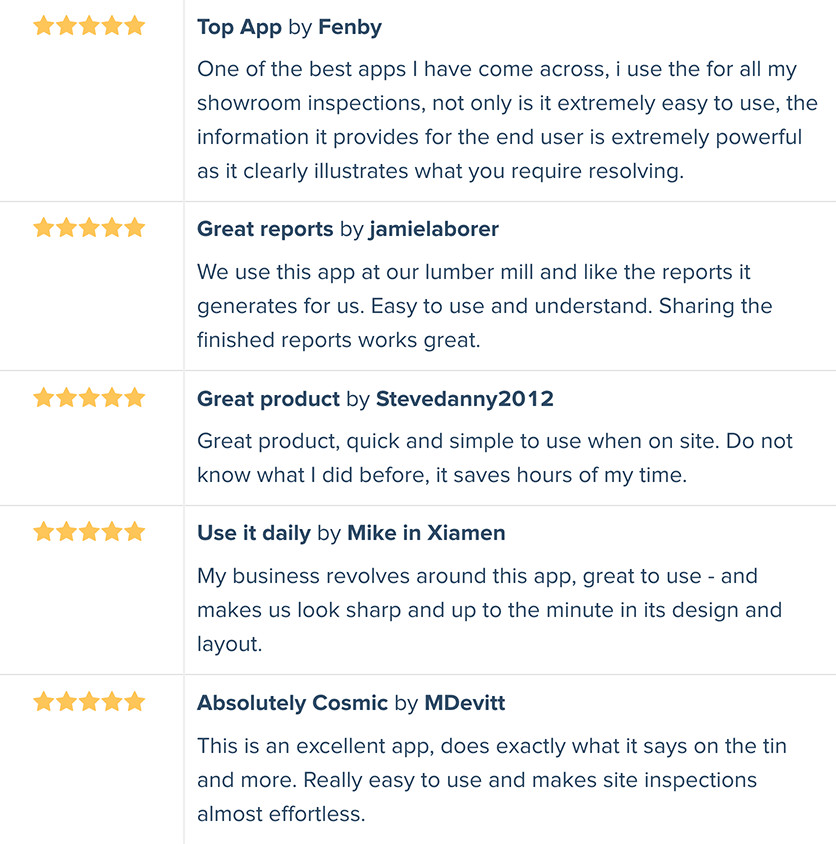 Top App by Fenby
One of the best apps I have come across, i use the for all my
showroom inspections, not only is it extremely easy to use, the
information it provides for the end user is extremely powerful
as it clearly illustrates what you require resolving.
Great reports by jamielaborer
We use this app at our lumber mill and like the reports it
generates for us. Easy to use and understand. Sharing the
finished reports works great.
Great product by Stevedanny2012
Great product, quick and simple to use when on site. Do not
know what I did before, it saves hours of my time.
Use it daily by Mike in Xiamen
My business revolves around this app, great to use - and
makes us look sharp and up to the minute in its design and
layout.
Absolutely Cosmic by MDevitt
This is an excellent app, does exactly what it says on the tin
and more. Really easy to use and makes site inspections
almost effortless.